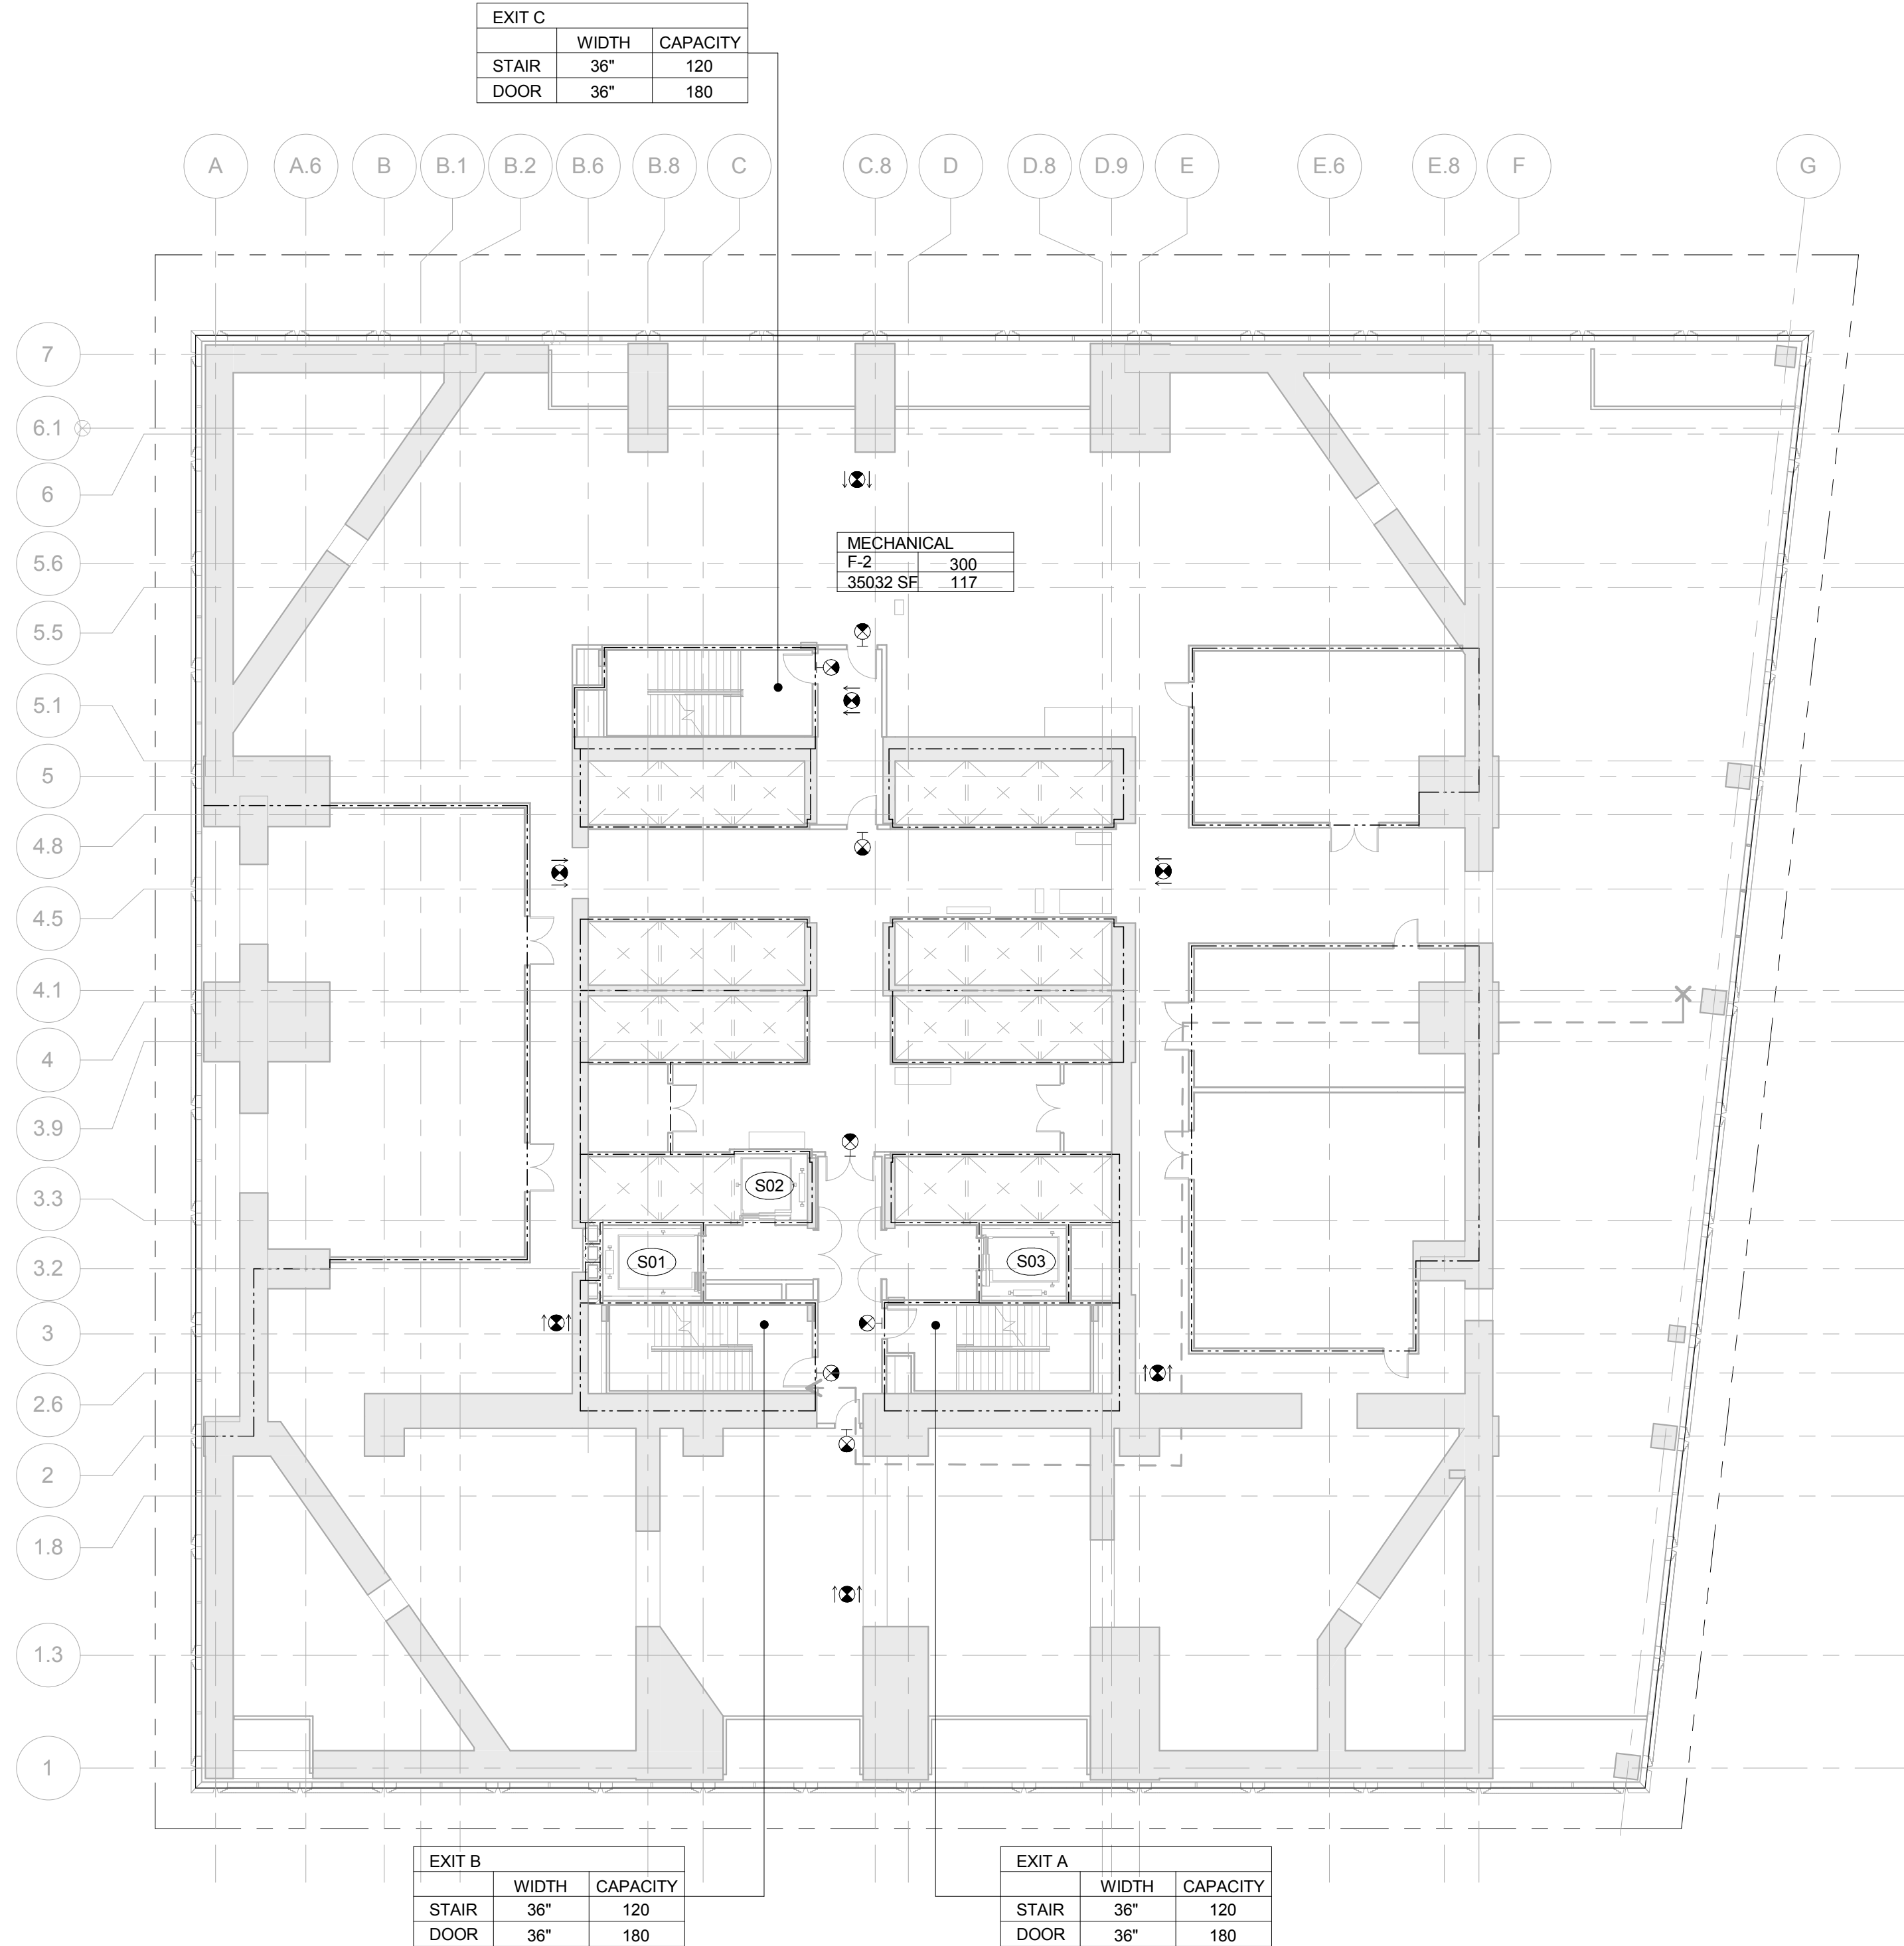 EXIT C
WIDTH CAPACITY
STAIR 36" 120
DOOR 36" 180
A A.6 B B.1 B.2 B.6 B.8 C C.8 D D.8 D.9 E E.6 E.8 F G
7
6.1
6
5.6
5.5
5.1
5
4.8
4.5
4.1
4
3.9
3.3
3.2
3
2.6
2
1.8
1.3
1
MECHANICAL
F-2 300
35032 SF 117
S02
S01 S03
EXIT B
WIDTH CAPACITY
STAIR 36" 120
DOOR 36" 180
EXIT A
WIDTH CAPACITY
STAIR 36" 120
DOOR 36" 180